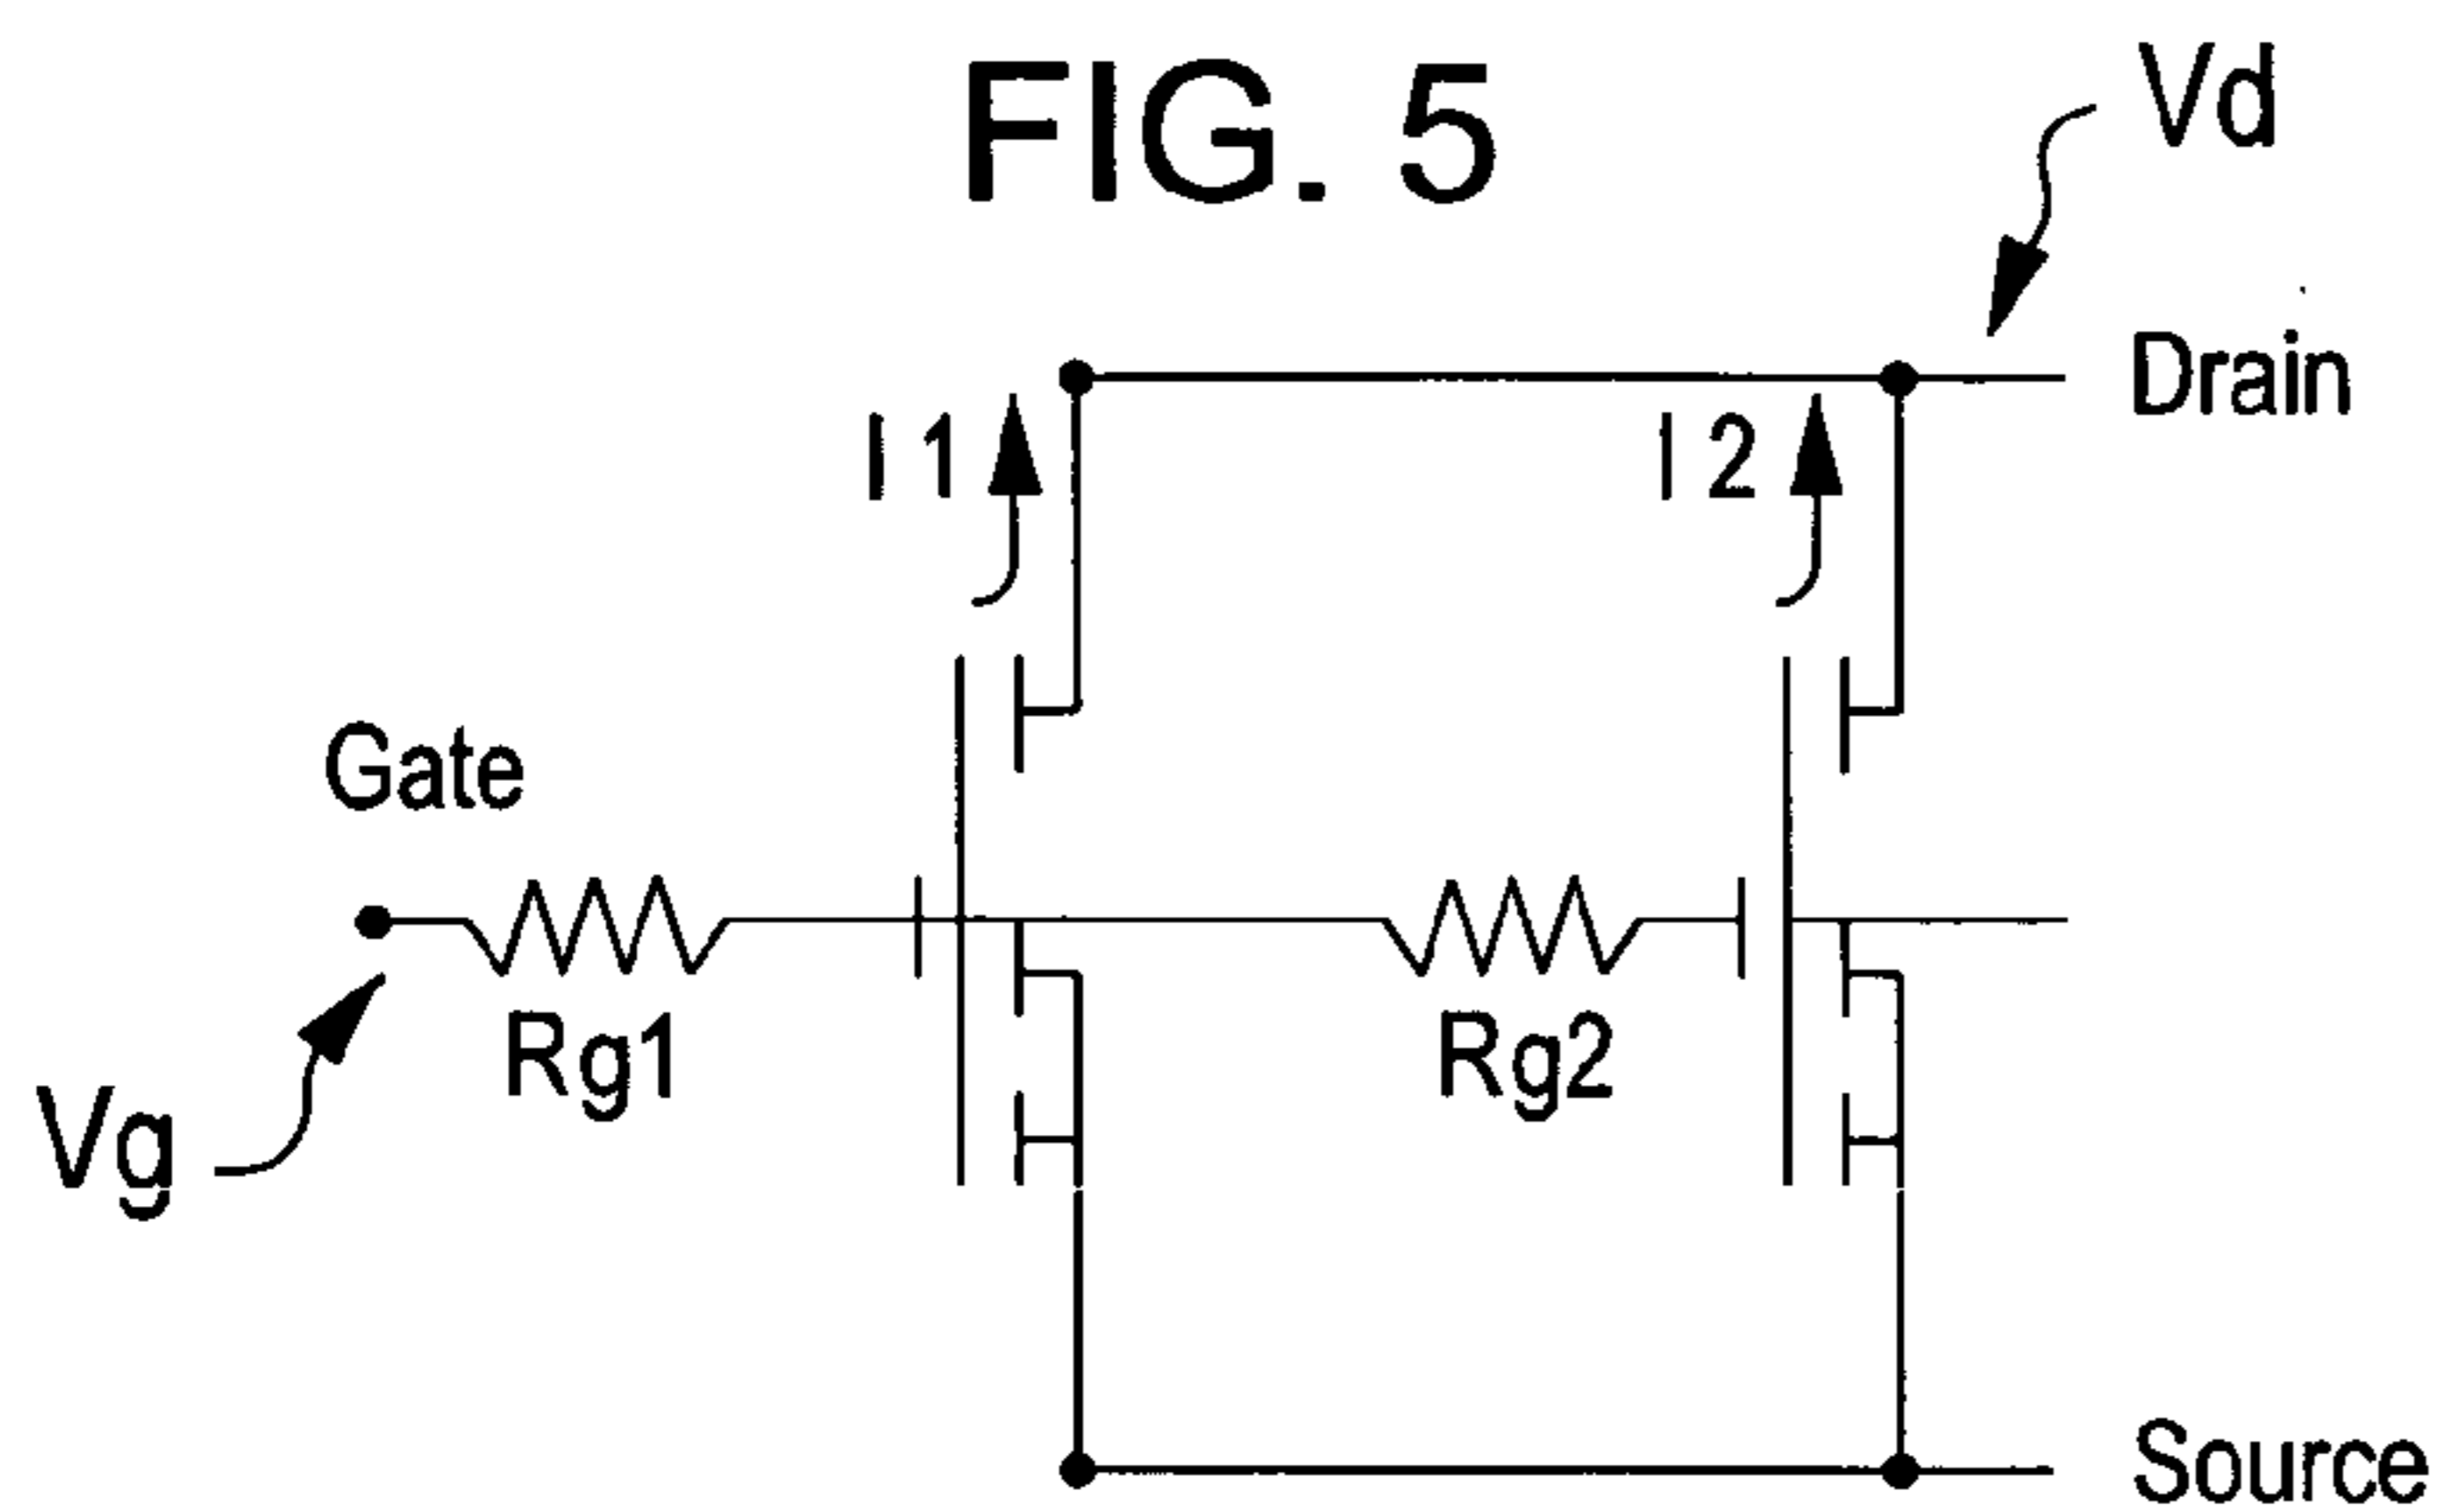 FIG. 5
Vd
Drain
I1
I2
Gate
Rg1
Rg2
Vg
Source